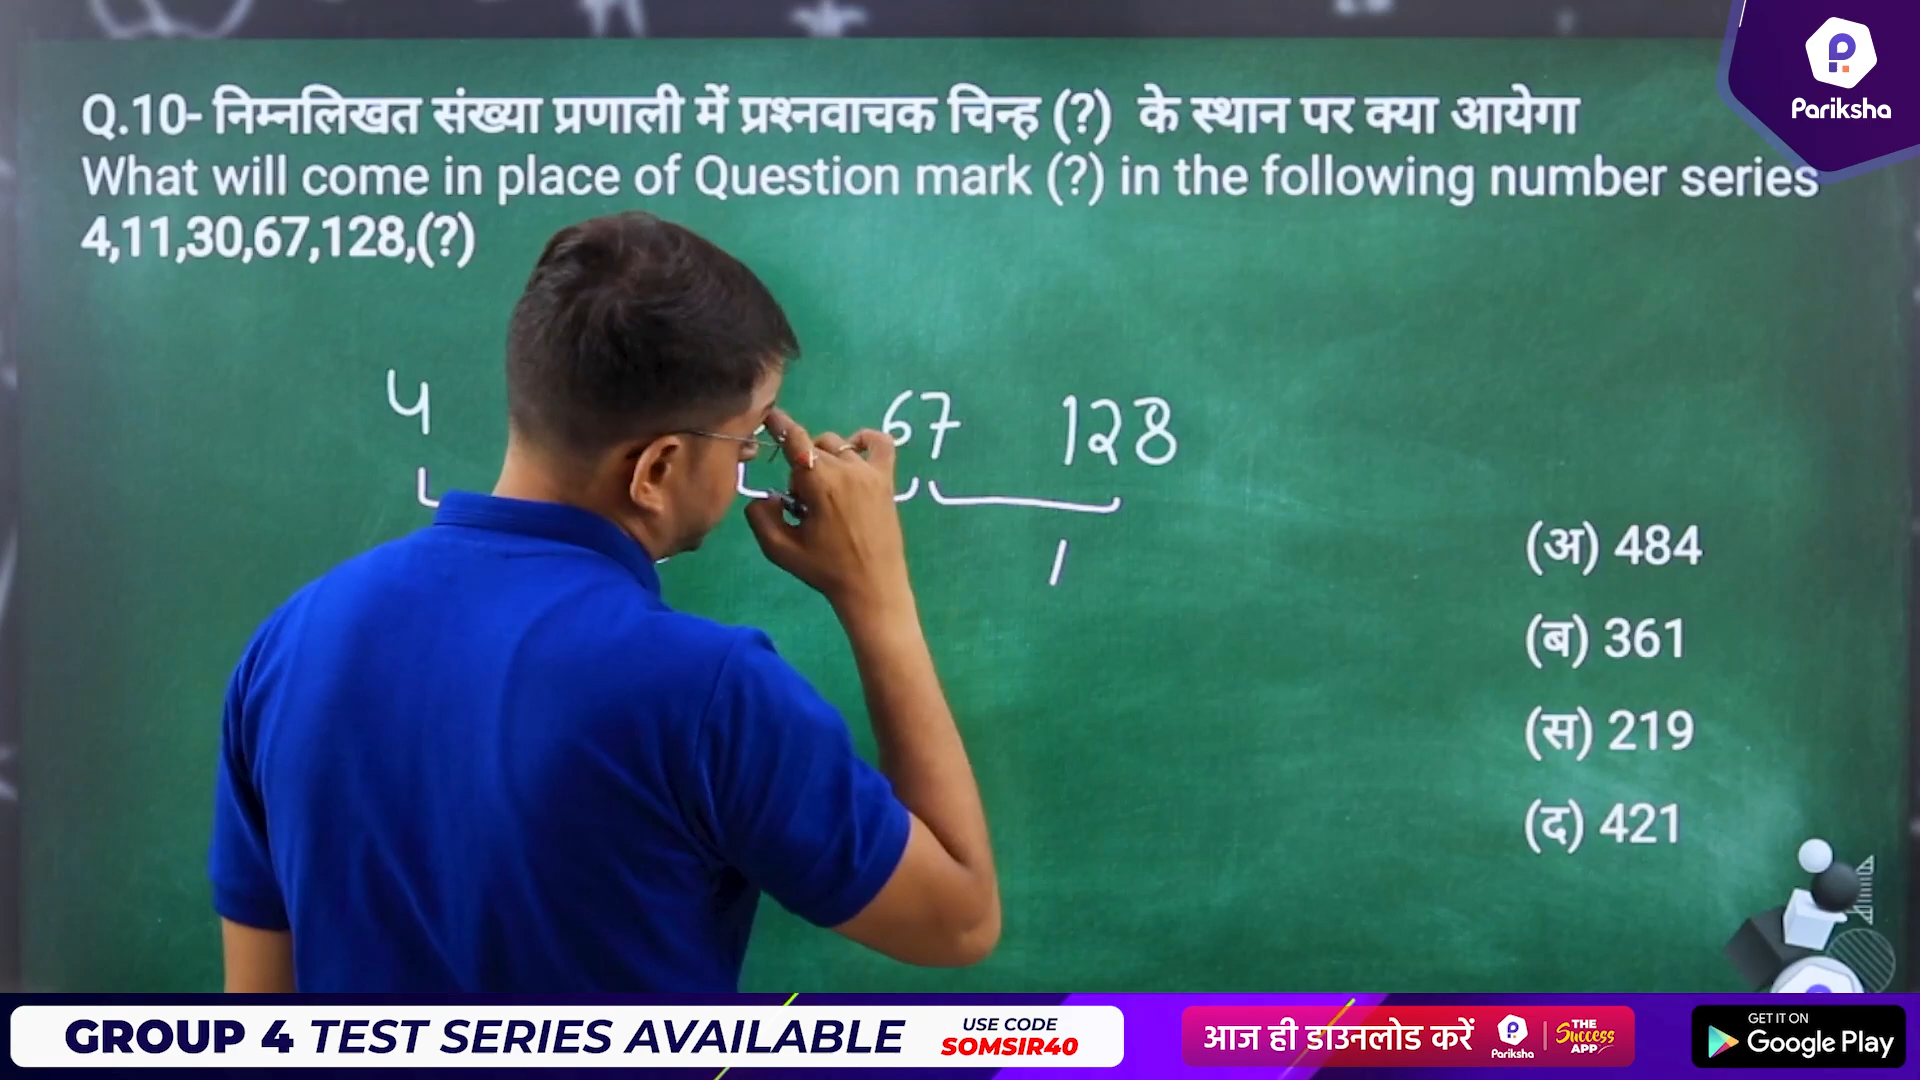 Q.10- निम्नलिखत संख्या प्रणाली में प्रश्नवाचक चिन्ह (?) के स्थान पर क्या आयेगा
What will come in place of Question mark (?) in the following number series
4,11,30,67,128,(?)
Pariksha
4 67 128
1
(अ) 484
(ब) 361
(स) 219
(द) 421
GROUP 4 TEST SERIES AVAILABLE
USE CODE
SOMSIR40
आज ही डाउनलोड करें
Pariksha
THE
Success
APP
GET IT ON
Google Play